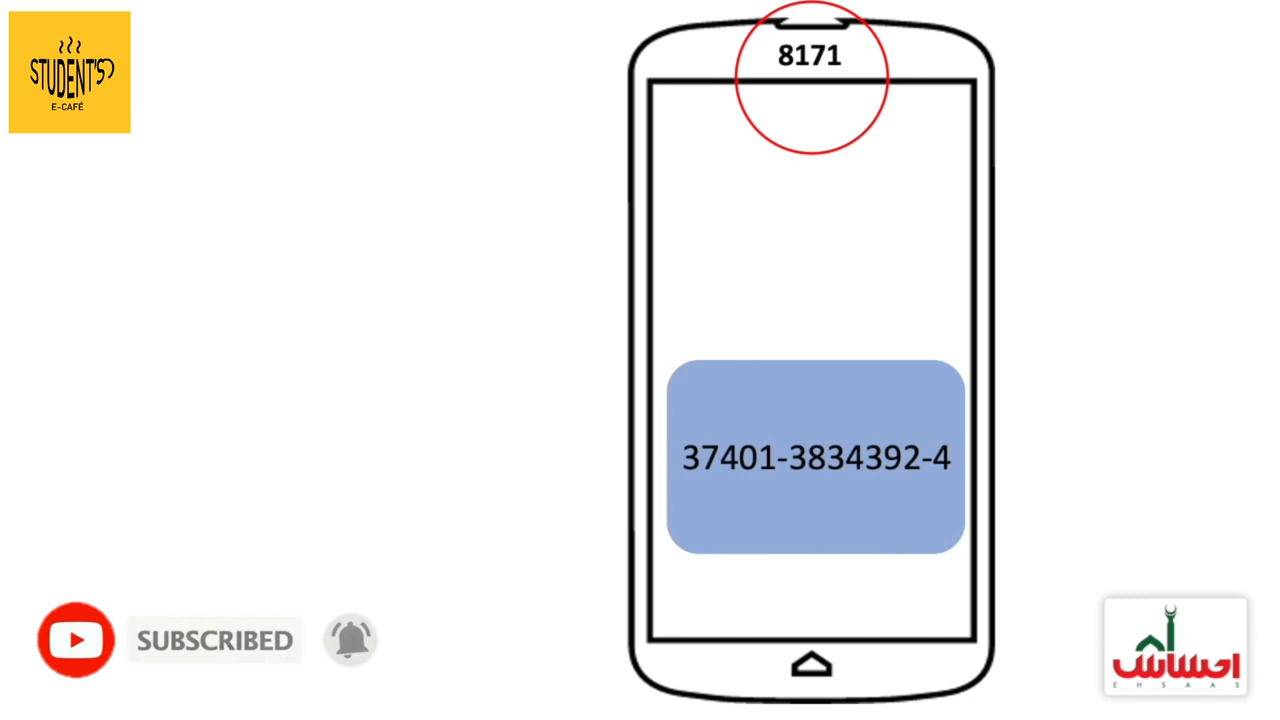 STUDENT'S
E-CAFÉ
8171
37401-3834392-4
SUBSCRIBED
احساس
EHSAAS